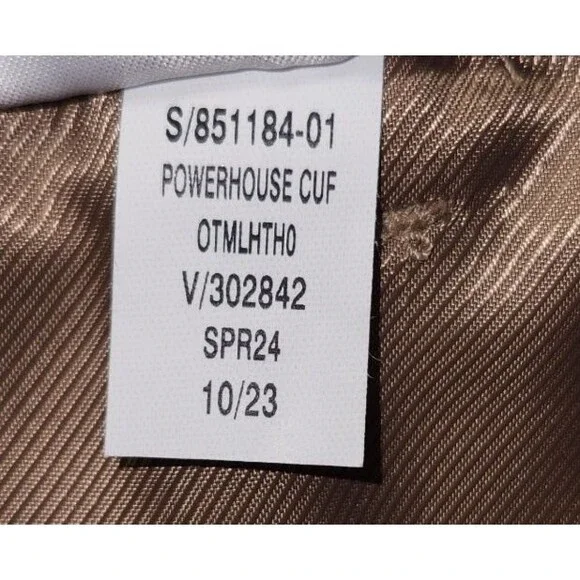 S/851184-01
POWERHOUSE CUF
OTMLHTH0
V/302842
SPR24
10/23